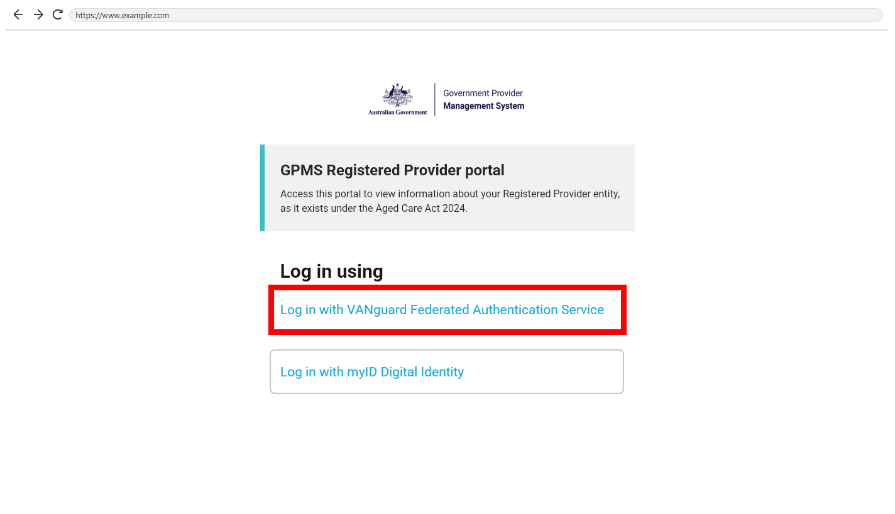 https://www.example.com
Australian Government
Government Provider
Management System
GPMS Registered Provider portal
Access this portal to view information about your Registered Provider entity,
as it exists under the Aged Care Act 2024.
Log in using
Log in with VANguard Federated Authentication Service
Log in with myID Digital Identity